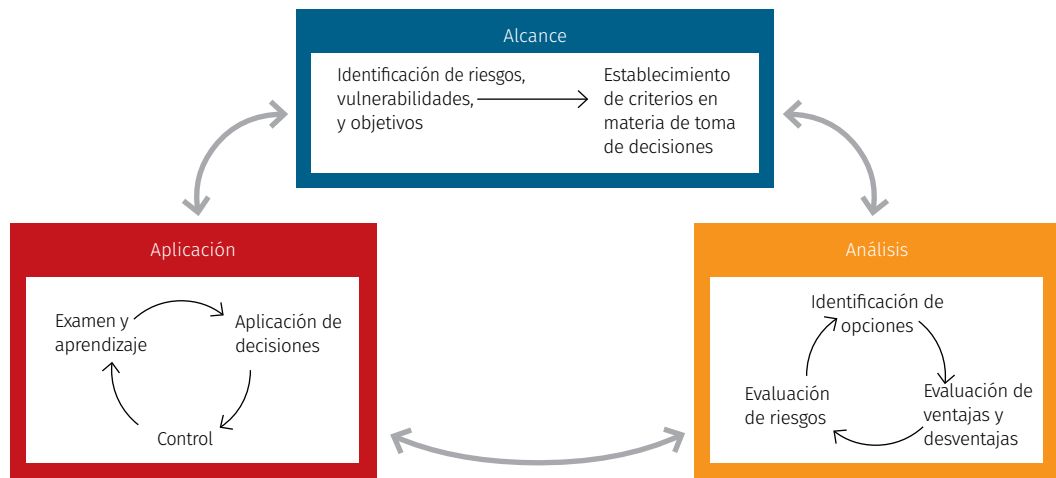 Alcance
Identificación de riesgos,
vulnerabilidades,
y objetivos
Establecimiento
de criterios en
materia de toma
de decisiones
Aplicación
Examen y
aprendizaje
Aplicación de
decisiones
Control
Análisis
Identificación de
opciones
Evaluación
de riesgos
Evaluación de
ventajas y
desventajas